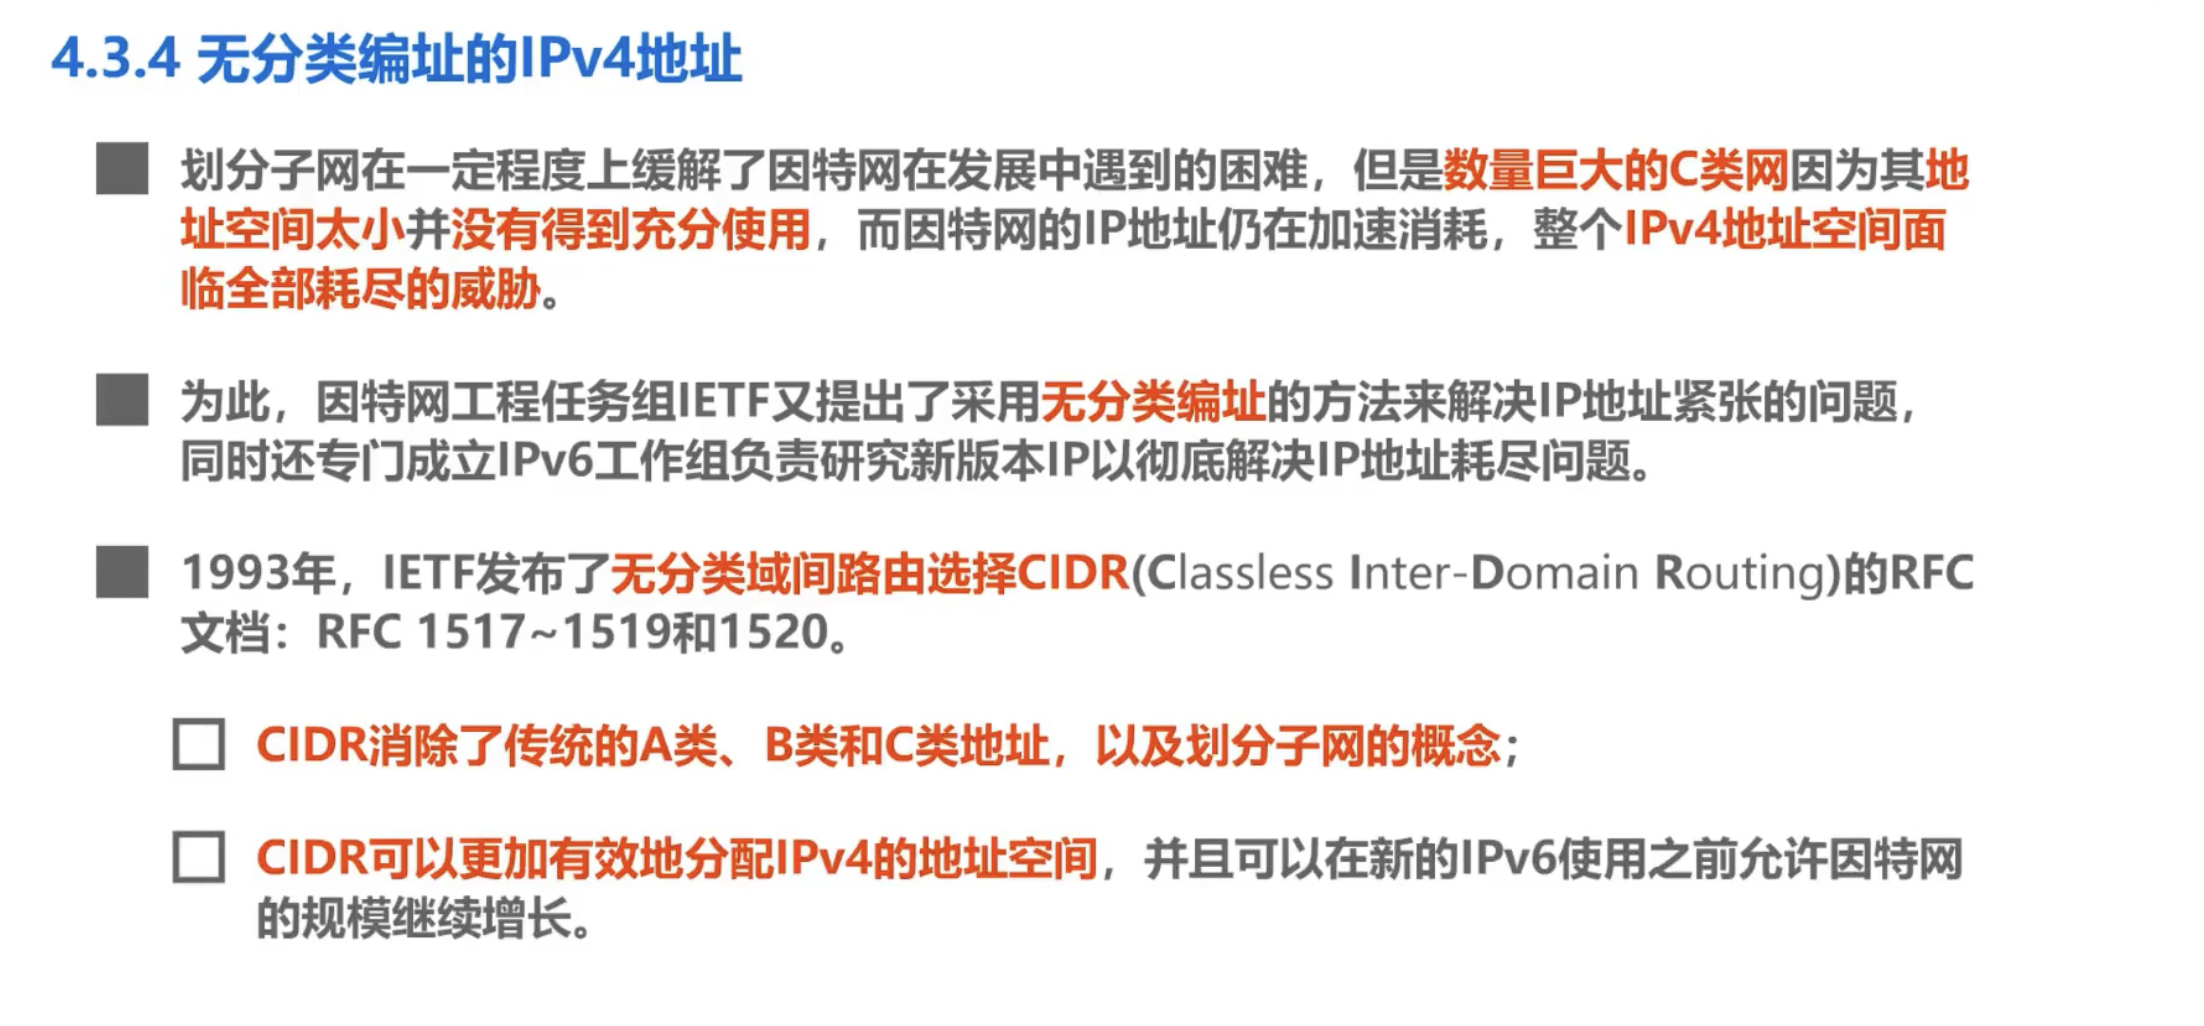 4.3.4 无分类编址的IPv4地址
划分子网在一定程度上缓解了因特网在发展中遇到的困难，但是数量巨大的C类网因为其地
址空间太小并没有得到充分使用，而因特网的IP地址仍在加速消耗，整个IPv4地址空间面
临全部耗尽的威胁。
为此，因特网工程任务组IETF又提出了采用无分类编址的方法来解决IP地址紧张的问题，
同时还专门成立IPv6工作组负责研究新版本IP以彻底解决IP地址耗尽问题。
1993年，IETF发布了无分类域间路由选择CIDR(Classless Inter-Domain Routing)的RFC
文档：RFC 1517~1519和1520。
CIDR消除了传统的A类、B类和C类地址，以及划分子网的概念；
CIDR可以更加有效地分配IPv4的地址空间，并且可以在新的IPv6使用之前允许因特网
的规模继续增长。